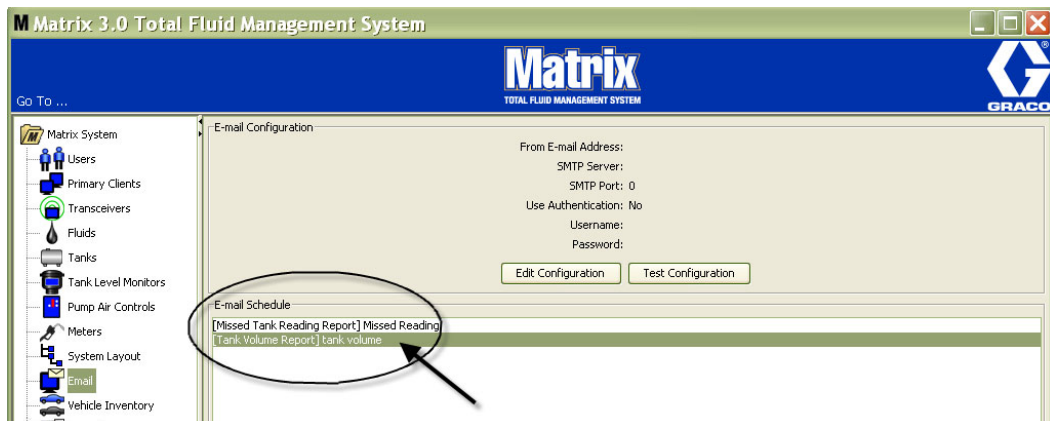 M Matrix 3.0 Total Fluid Management System
Matrix
TOTAL FLUID MANAGEMENT SYSTEM
Go To ...
GRACO
Matrix System
Users
Primary Clients
Transceivers
Fluids
Tanks
Tank Level Monitors
Pump Air Controls
Meters
System Layout
Email
Vehicle Inventory
E-mail Configuration
From E-mail Address:
SMTP Server:
SMTP Port: 0
Use Authentication: No
Username:
Password:
Edit Configuration Test Configuration
E-mail Schedule
[Missed Tank Reading Report] Missed Reading
[Tank Volume Report] tank volume